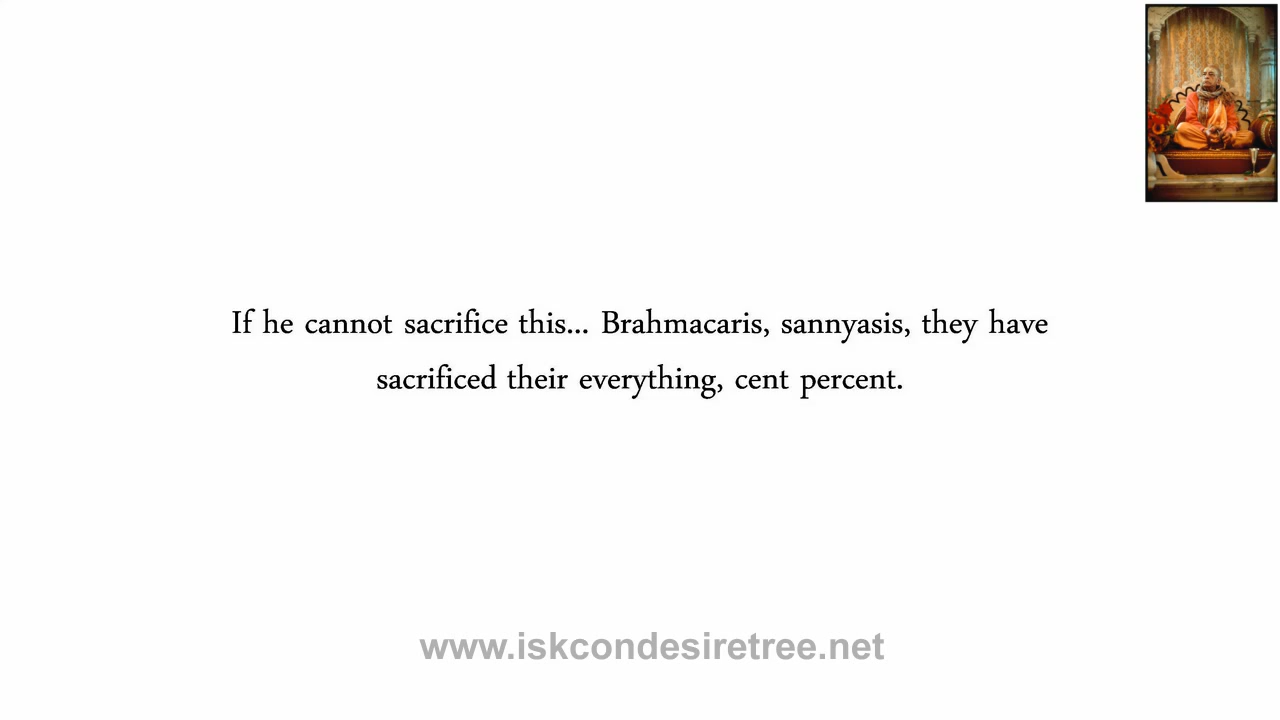 If he cannot sacrifice this... Brahmacaris, sannyasis, they have
sacrificed their everything, cent percent.
www.iskcondesiretree.net